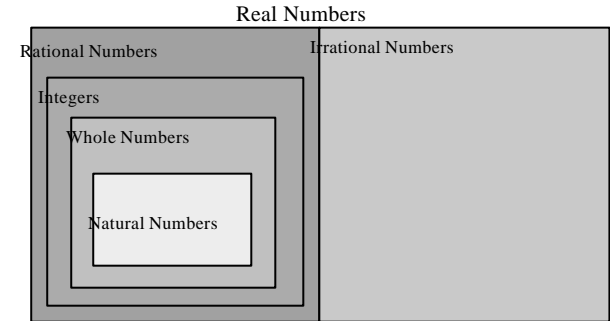 Real Numbers
Rational Numbers
Irrational Numbers
Integers
Whole Numbers
Natural Numbers